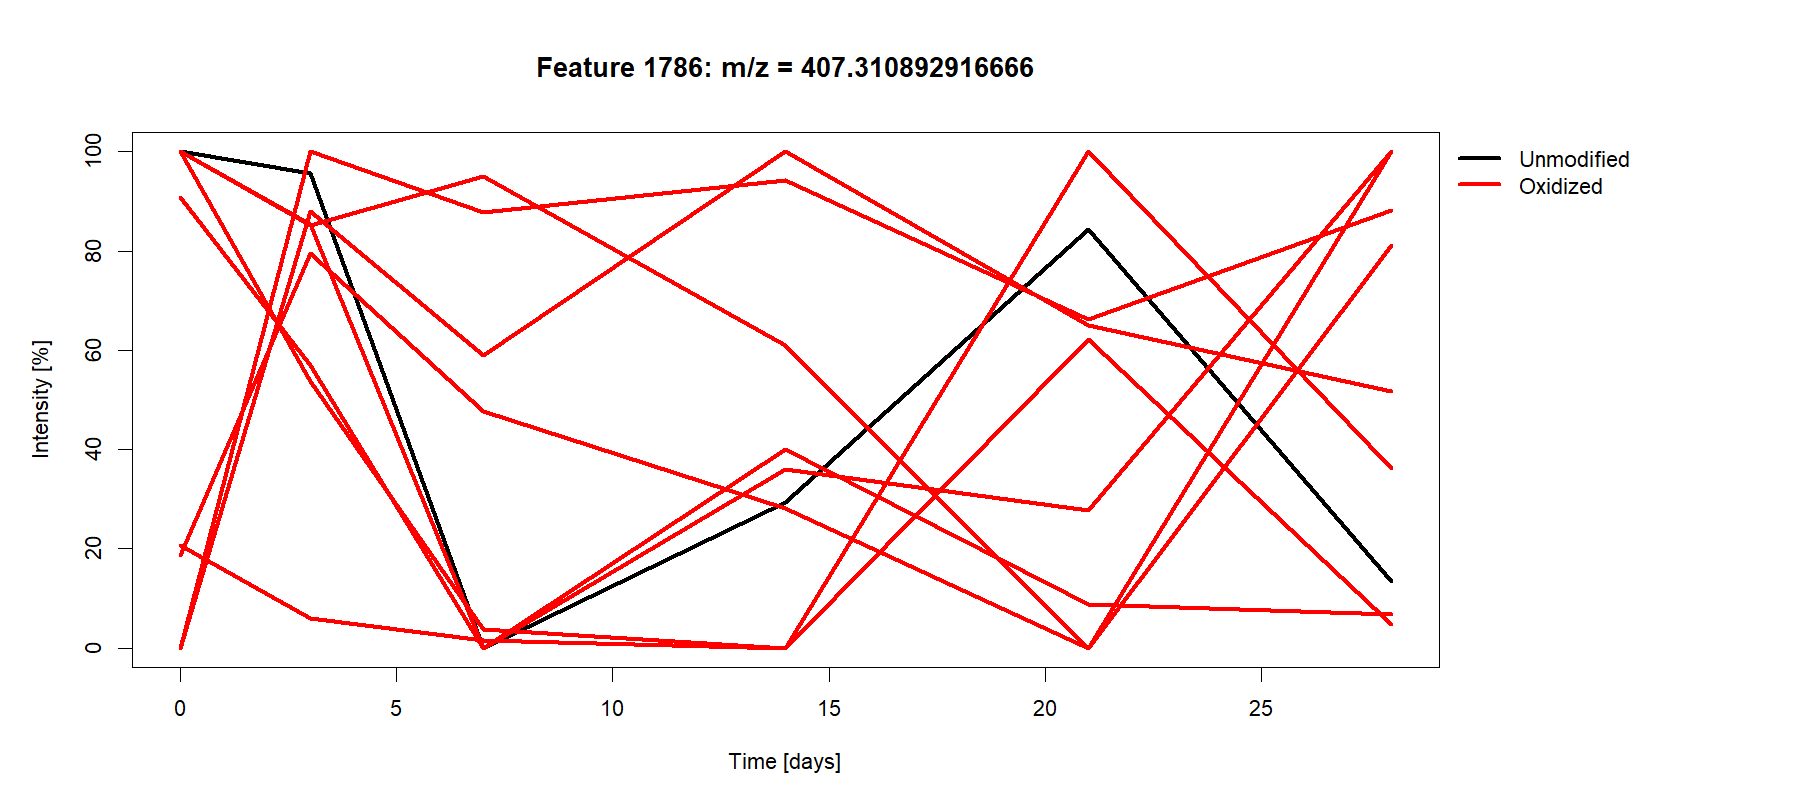 Feature 1786: m/z = 407.310892916666
Unmodified
Oxidized
Intensity [%]
100
80
60
40
20
0
0 5 10 15 20 25
Time [days]